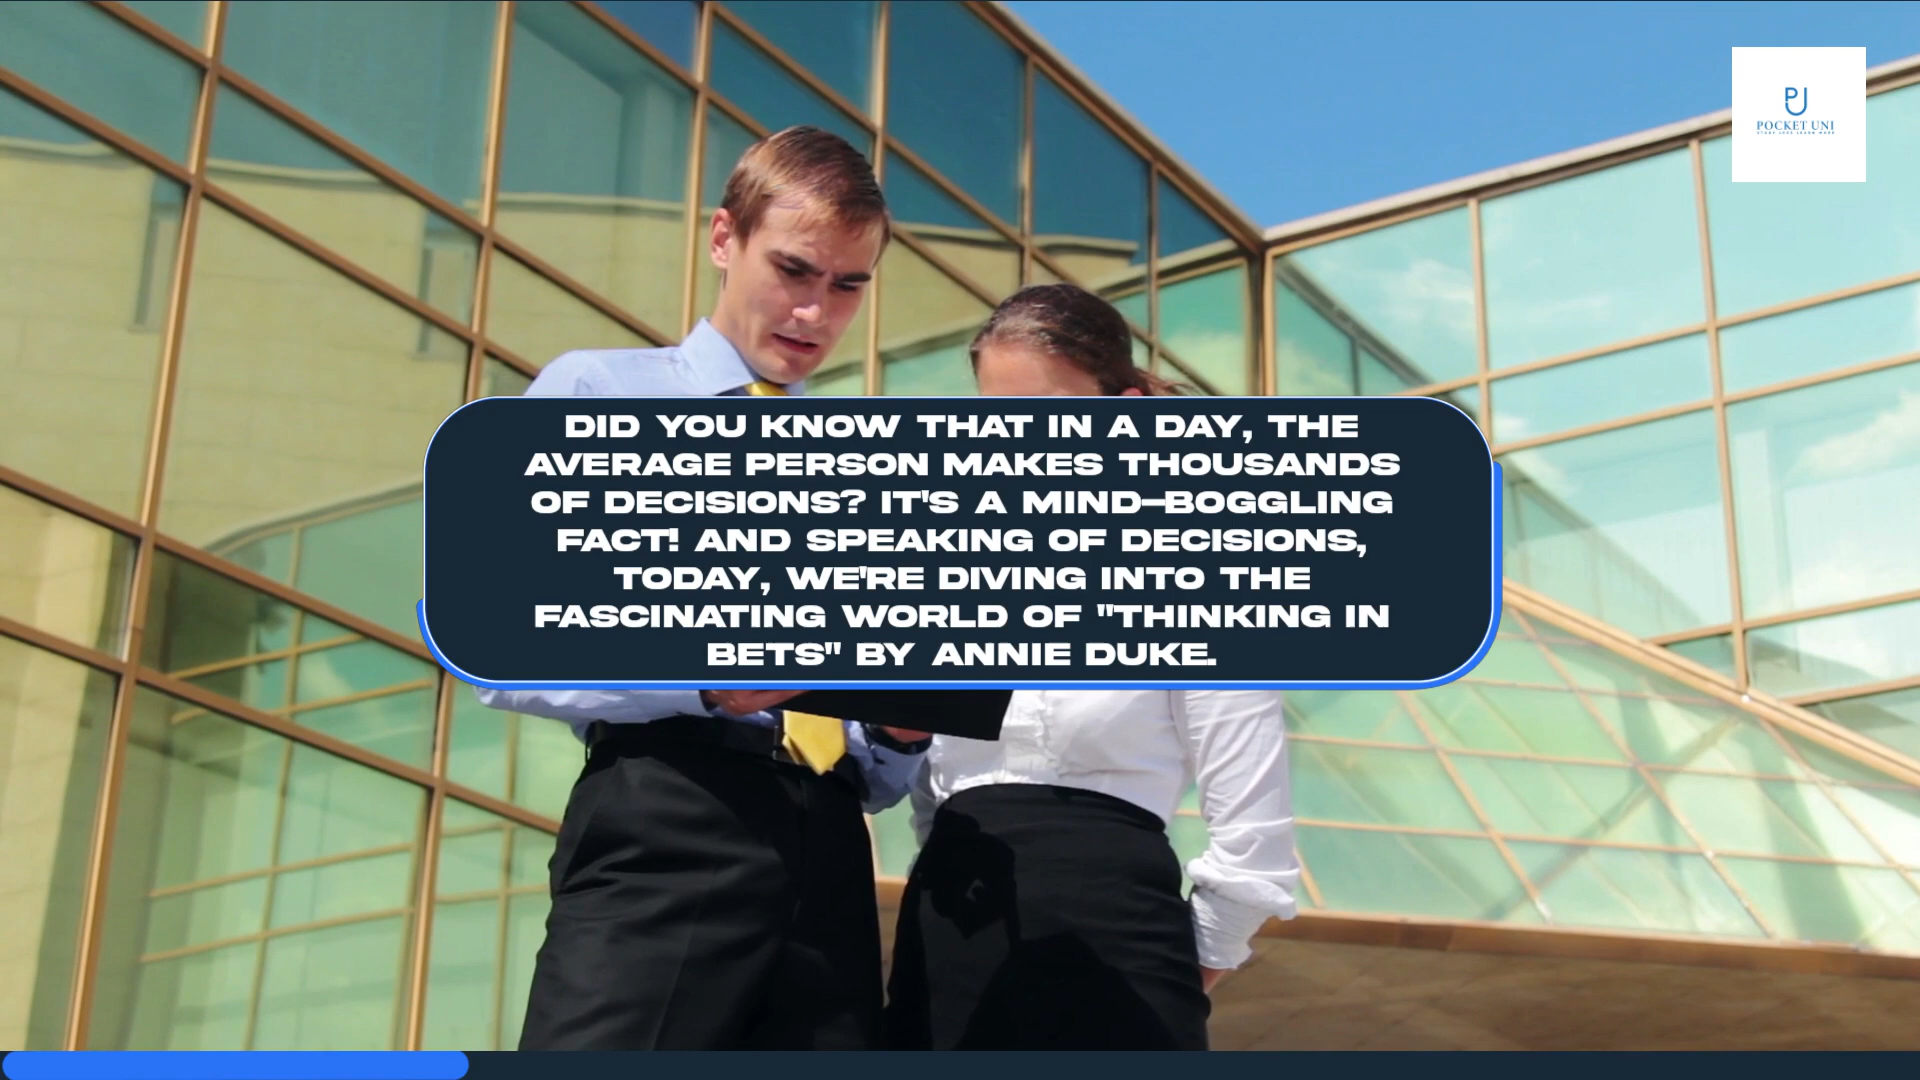 PU
POCKET UNI
DID YOU KNOW THAT IN A DAY, THE
AVERAGE PERSON MAKES THOUSANDS
OF DECISIONS? IT'S A MIND-BOGGLING
FACT! AND SPEAKING OF DECISIONS,
TODAY, WE'RE DIVING INTO THE
FASCINATING WORLD OF "THINKING IN
BETS" BY ANNIE DUKE.